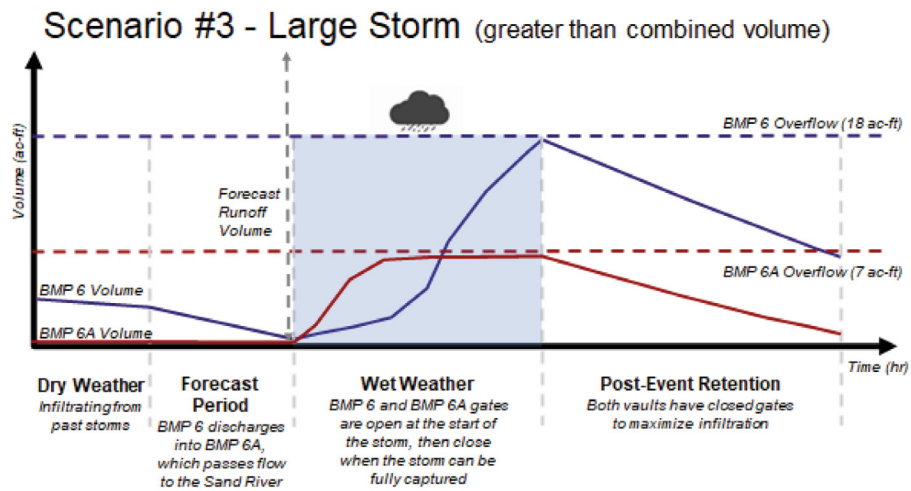 Scenario #3 - Large Storm (greater than combined volume)
Volume (ac-ft)
BMP 6 Overflow (18 ac-ft)
Forecast
Runoff
Volume
BMP 6A Overflow (7 ac-ft)
BMP 6 Volume
BMP 6A Volume
Time (hr)
Dry Weather
Infiltrating from
past storms
Forecast
Period
BMP 6 discharges
into BMP 6A,
which passes flow
to the Sand River
Wet Weather
BMP 6 and BMP 6A gates
are open at the start of
the storm, then close
when the storm can be
fully captured
Post-Event Retention
Both vaults have closed gates
to maximize infiltration